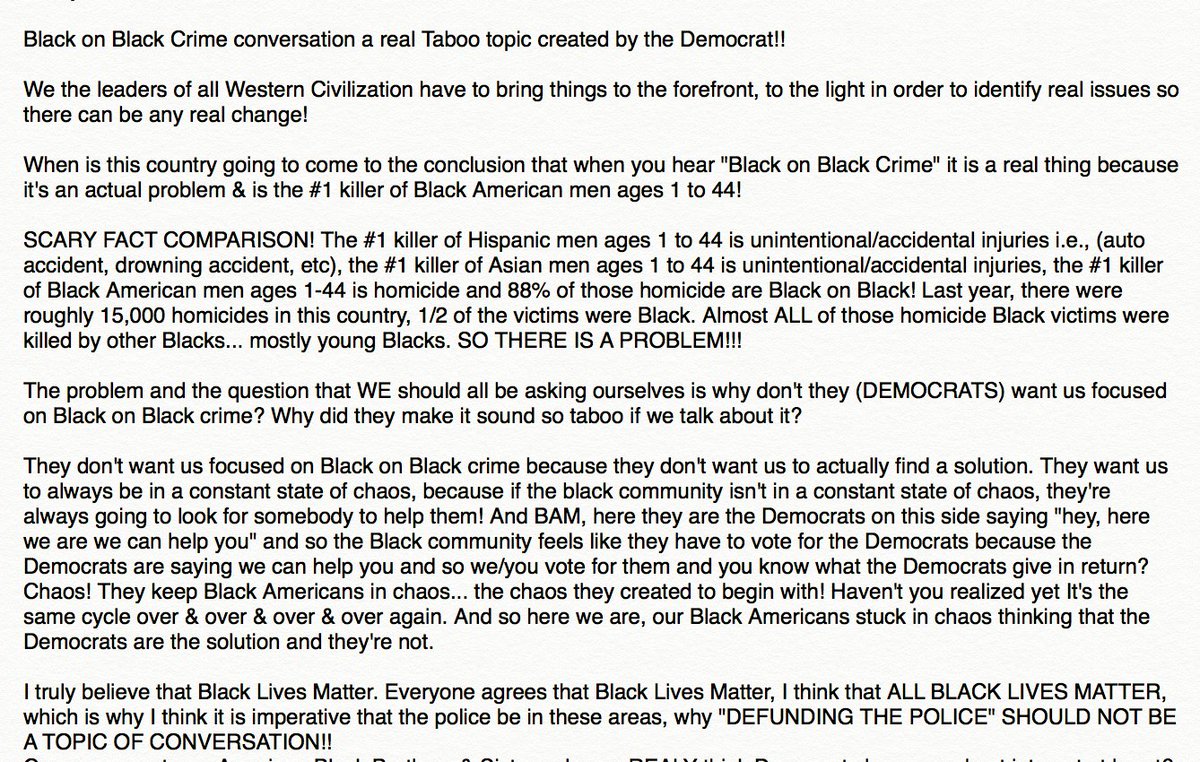 Black on Black Crime conversation a real Taboo topic created by the Democrat!!
We the leaders of all Western Civilization have to bring things to the forefront, to the light in order to identify real issues so
there can be any real change!
When is this country going to come to the conclusion that when you hear "Black on Black Crime" it is a real thing because
it's an actual problem & is the #1 killer of Black American men ages 1 to 44!
SCARY FACT COMPARISON! The #1 killer of Hispanic men ages 1 to 44 is unintentional/accidental injuries i.e., (auto
accident, drowning accident, etc), the #1 killer of Asian men ages 1 to 44 is unintentional/accidental injuries, the #1 killer
of Black American men ages 1-44 is homicide and 88% of those homicide are Black on Black! Last year, there were
roughly 15,000 homicides in this country, 1/2 of the victims were Black. Almost ALL of those homicide Black victims were
killed by other Blacks... mostly young Blacks. SO THERE IS A PROBLEM!!!
The problem and the question that WE should all be asking ourselves is why don't they (DEMOCRATS) want us focused
on Black on Black crime? Why did they make it sound so taboo if we talk about it?
They don't want us focused on Black on Black crime because they don't want us to actually find a solution. They want us
to always be in a constant state of chaos, because if the black community isn't in a constant state of chaos, they're
always going to look for somebody to help them! And BAM, here they are the Democrats on this side saying "hey, here
we are we can help you" and so the Black community feels like they have to vote for the Democrats because the
Democrats are saying we can help you and so we/you vote for them and you know what the Democrats give in return?
Chaos! They keep Black Americans in chaos... the chaos they created to begin with! Haven't you realized yet It's the
same cycle over & over & over & over again. And so here we are, our Black Americans stuck in chaos thinking that the
Democrats are the solution and they're not.
I truly believe that Black Lives Matter. Everyone agrees that Black Lives Matter, I think that ALL BLACK LIVES MATTER,
which is why I think it is imperative that the police be in these areas, why "DEFUNDING THE POLICE" SHOULD NOT BE
A TOPIC OF CONVERSATION!!